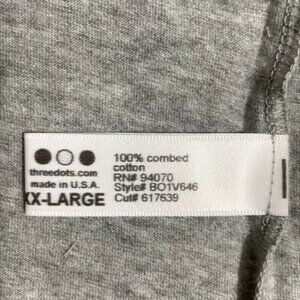 threedots.com
made in U.S.A.
XX-LARGE
100% combed
cotton
RN# 94070
Style# BO1V646
Cut# 617639